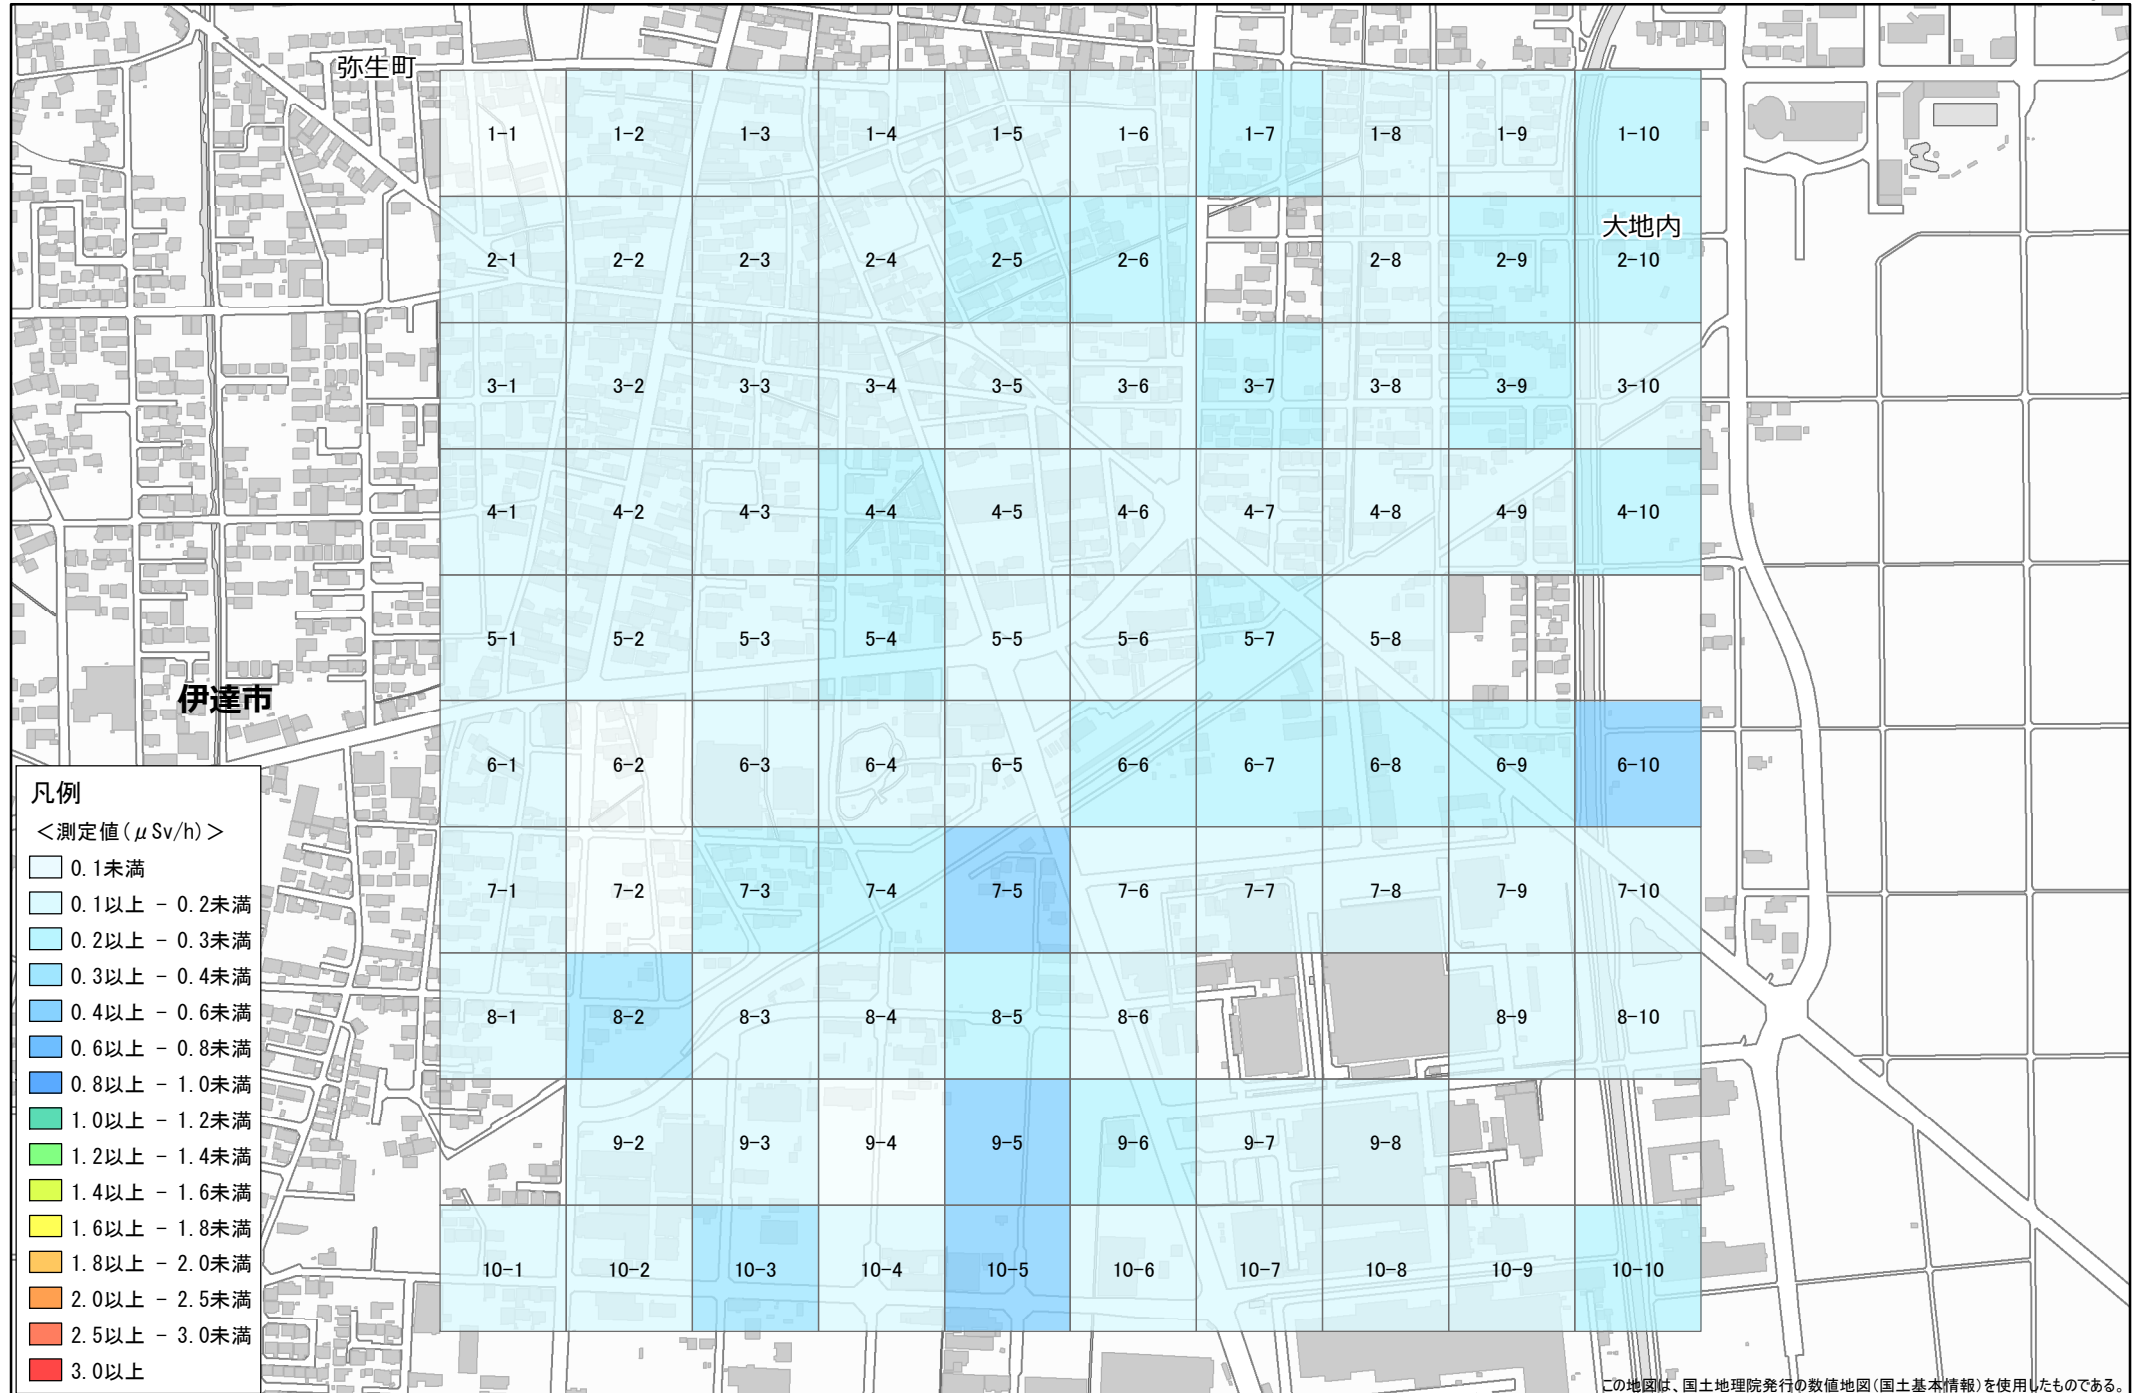 弥生町
1-1 1-2 1-3 1-4 1-5 1-6 1-7 1-8 1-9 1-10
大地内
2-1 2-2 2-3 2-4 2-5 2-6 2-8 2-9 2-10
3-1 3-2 3-3 3-4 3-5 3-6 3-7 3-8 3-9 3-10
4-1 4-2 4-3 4-4 4-5 4-6 4-7 4-8 4-9 4-10
5-1 5-2 5-3 5-4 5-5 5-6 5-7 5-8
伊達市
6-1 6-2 6-3 6-4 6-5 6-6 6-7 6-8 6-9 6-10
7-1 7-2 7-3 7-4 7-5 7-6 7-7 7-8 7-9 7-10
8-1 8-2 8-3 8-4 8-5 8-6 8-9 8-10
9-2 9-3 9-4 9-5 9-6 9-7 9-8
10-1 10-2 10-3 10-4 10-5 10-6 10-7 10-8 10-9 10-10
凡例
＜測定値(μSv/h)＞
0.1未満
0.1以上 - 0.2未満
0.2以上 - 0.3未満
0.3以上 - 0.4未満
0.4以上 - 0.6未満
0.6以上 - 0.8未満
0.8以上 - 1.0未満
1.0以上 - 1.2未満
1.2以上 - 1.4未満
1.4以上 - 1.6未満
1.6以上 - 1.8未満
1.8以上 - 2.0未満
2.0以上 - 2.5未満
2.5以上 - 3.0未満
3.0以上
この地図は、国土地理院発行の数値地図(国土基本情報)を使用したものである。